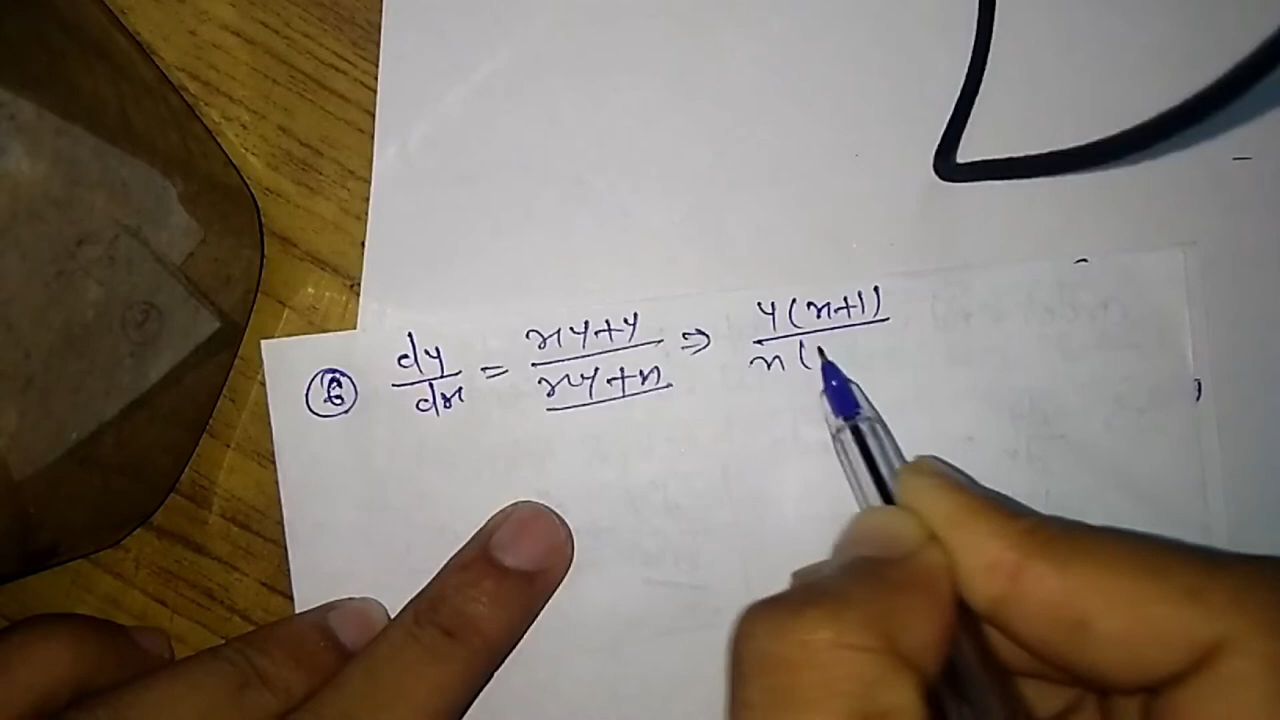 ⑥ dy/dx = xy+y/xy+x ⇒ y(x+1)/x(